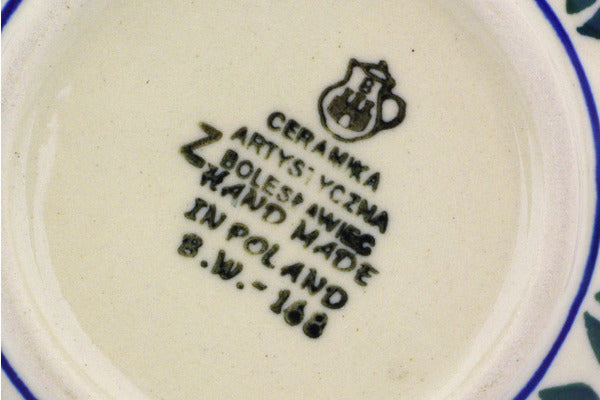 B
CERAMIKA
ARTYSTYCZNA
Z BOLESŁAWIEC
HAND MADE
IN POLAND
B.W.-168